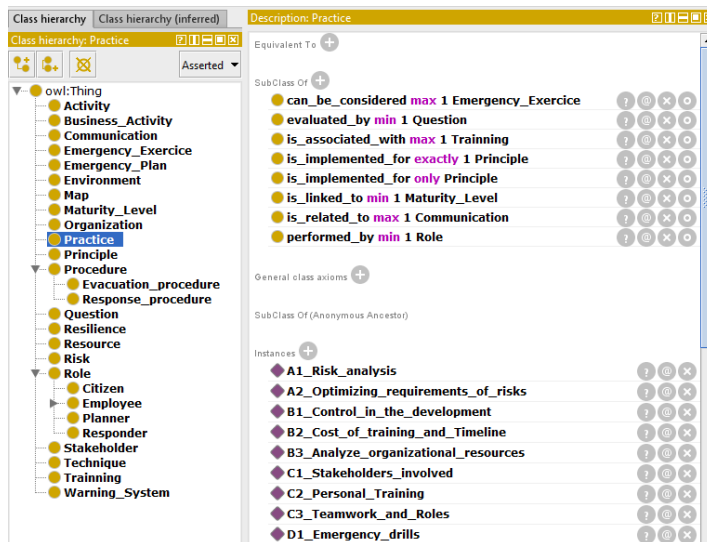 Class hierarchy
Class hierarchy (inferred)
Class hierarchy: Practice
Asserted
owl:Thing
Activity
Business_Activity
Communication
Emergency_Exercice
Emergency_Plan
Environment
Map
Maturity_Level
Organization
Practice
Principle
Procedure
Evacuation_procedure
Response_procedure
Question
Resilience
Resource
Risk
Role
Citizen
Employee
Planner
Responder
Stakeholder
Technique
Trainning
Warning_System
Description: Practice
Equivalent To
SubClass Of
can_be_considered max 1 Emergency_Exercice
evaluated_by min 1 Question
is_associated_with max 1 Trainning
is_implemented_for exactly 1 Principle
is_implemented_for only Principle
is_linked_to min 1 Maturity_Level
is_related_to max 1 Communication
performed_by min 1 Role
General class axioms
SubClass Of (Anonymous Ancestor)
Instances
A1_Risk_analysis
A2_Optimizing_requirements_of_risks
B1_Control_in_the_development
B2_Cost_of_training_and_Timeline
B3_Analyze_organizational_resources
C1_Stakeholders_involved
C2_Personal_Training
C3_Teamwork_and_Roles
D1_Emergency_drills